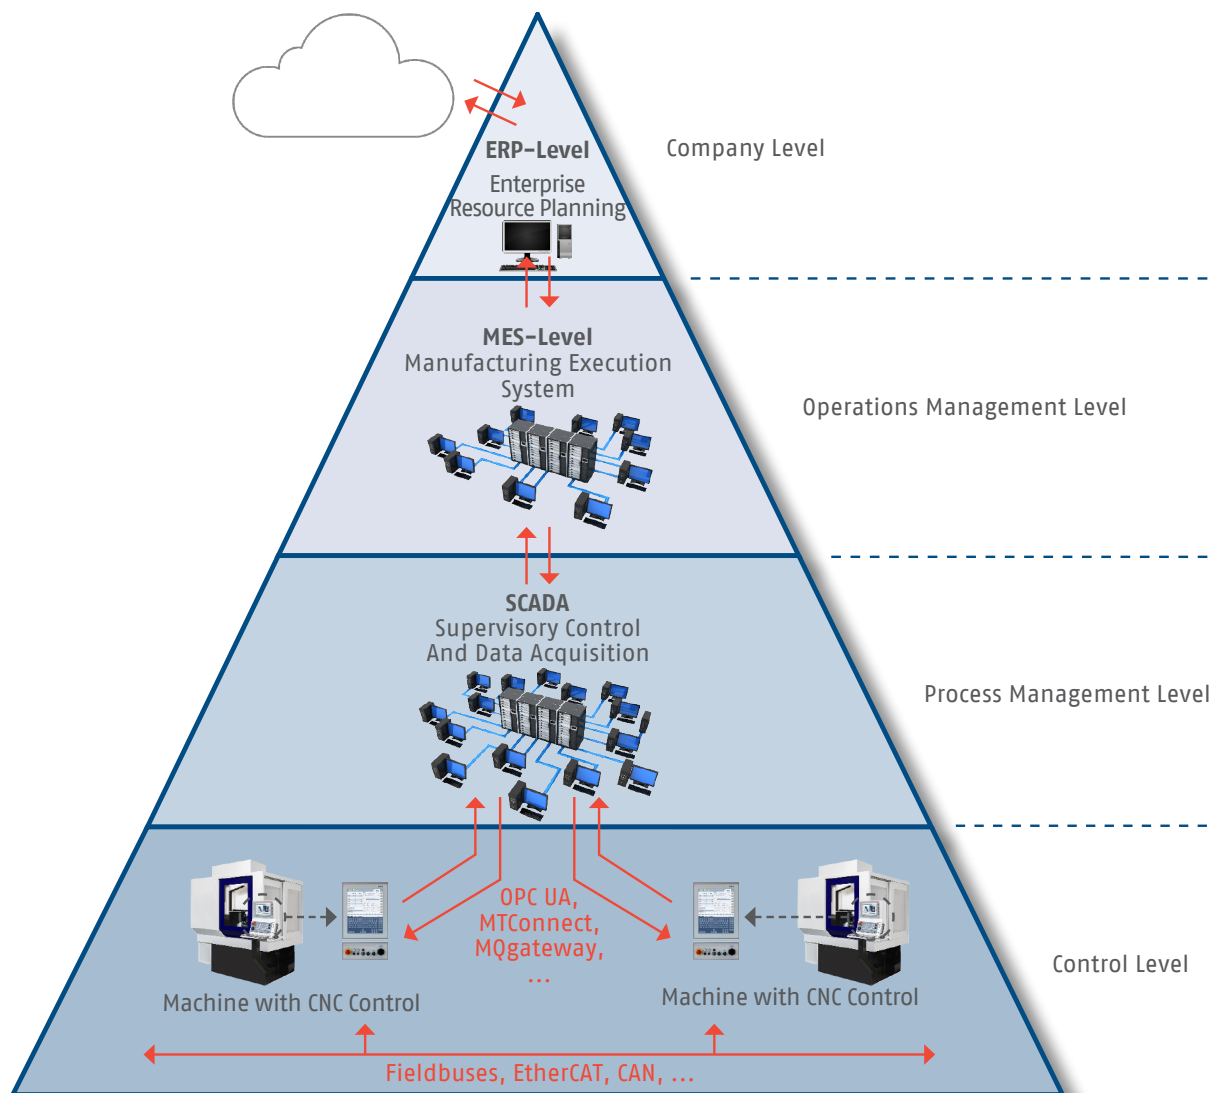 ERP-Level
Company Level
Enterprise
Resource Planning
MES-Level
Manufacturing Execution
System
Operations Management Level
SCADA
Supervisory Control
And Data Acquisition
Process Management Level
OPC UA,
MTConnect,
MQgateway,
...
Control Level
Machine with CNC Control
Machine with CNC Control
Fieldbuses, EtherCAT, CAN, ...